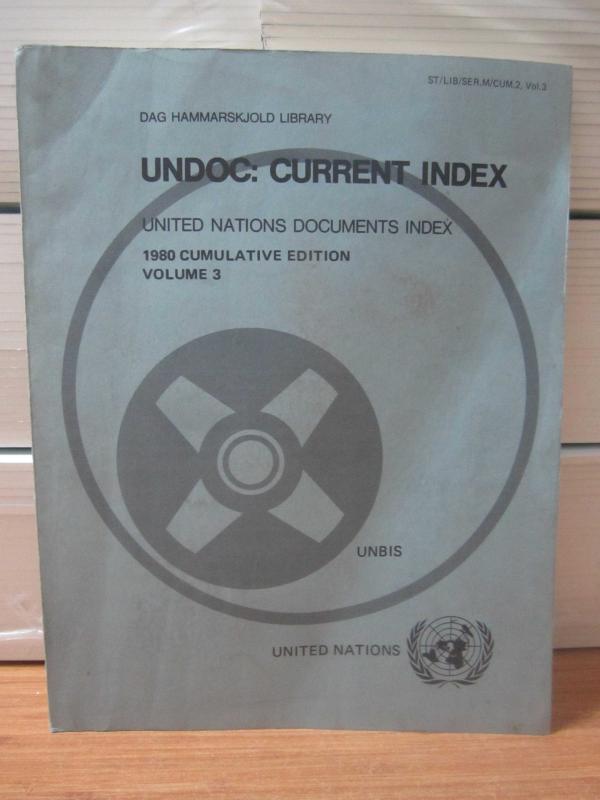 ST/LIB/SER.M/CUM.2, Vol.3
DAG HAMMARSKJOLD LIBRARY
UNDOC: CURRENT INDEX
UNITED NATIONS DOCUMENTS INDEX
1980 CUMULATIVE EDITION
VOLUME 3
UNBIS
UNITED NATIONS